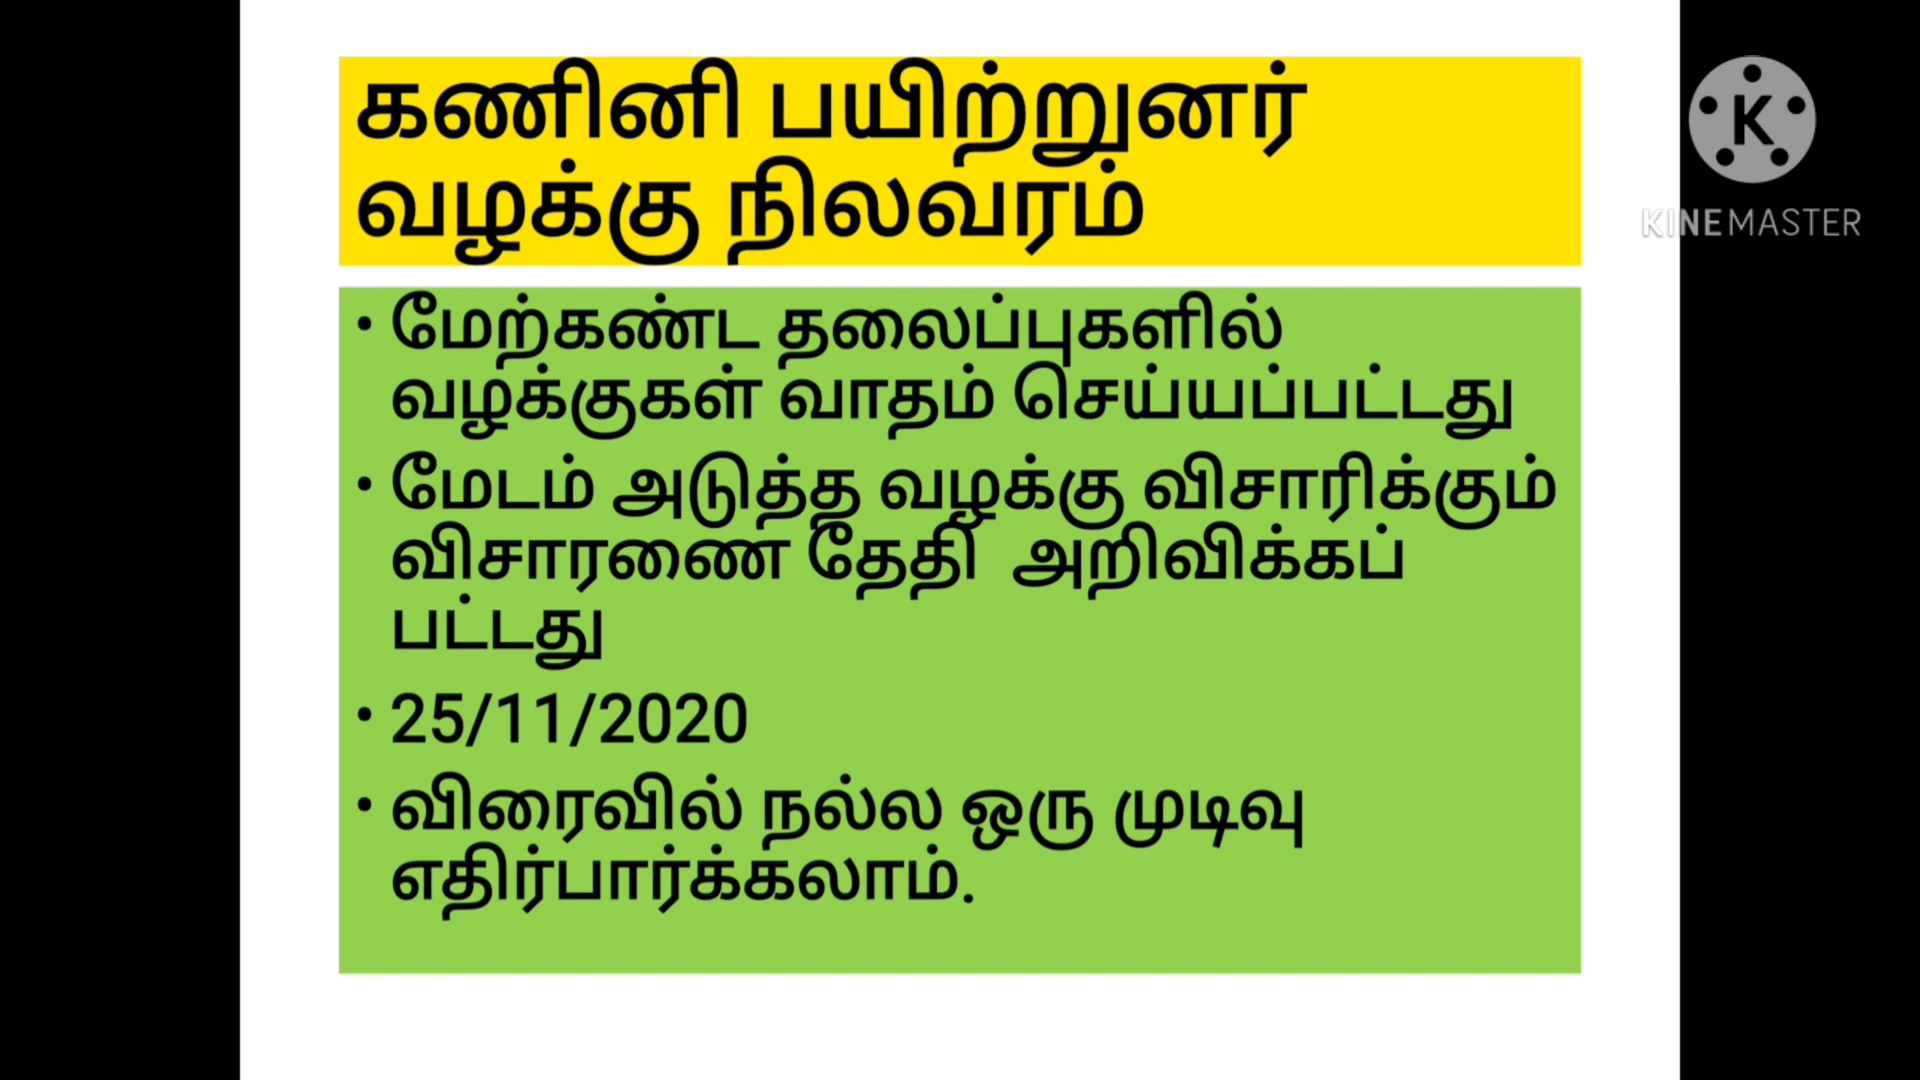 கணினி பயிற்றுனர்
வழக்கு நிலவரம்
• மேற்கண்ட தலைப்புகளில்
வழக்குகள் வாதம் செய்யப்பட்டது
• மேடம் அடுத்த வழக்கு விசாரிக்கும்
விசாரணை தேதி அறிவிக்கப்
பட்டது
• 25/11/2020
• விரைவில் நல்ல ஒரு முடிவு
எதிர்பார்க்கலாம்.
K
KINEMASTER